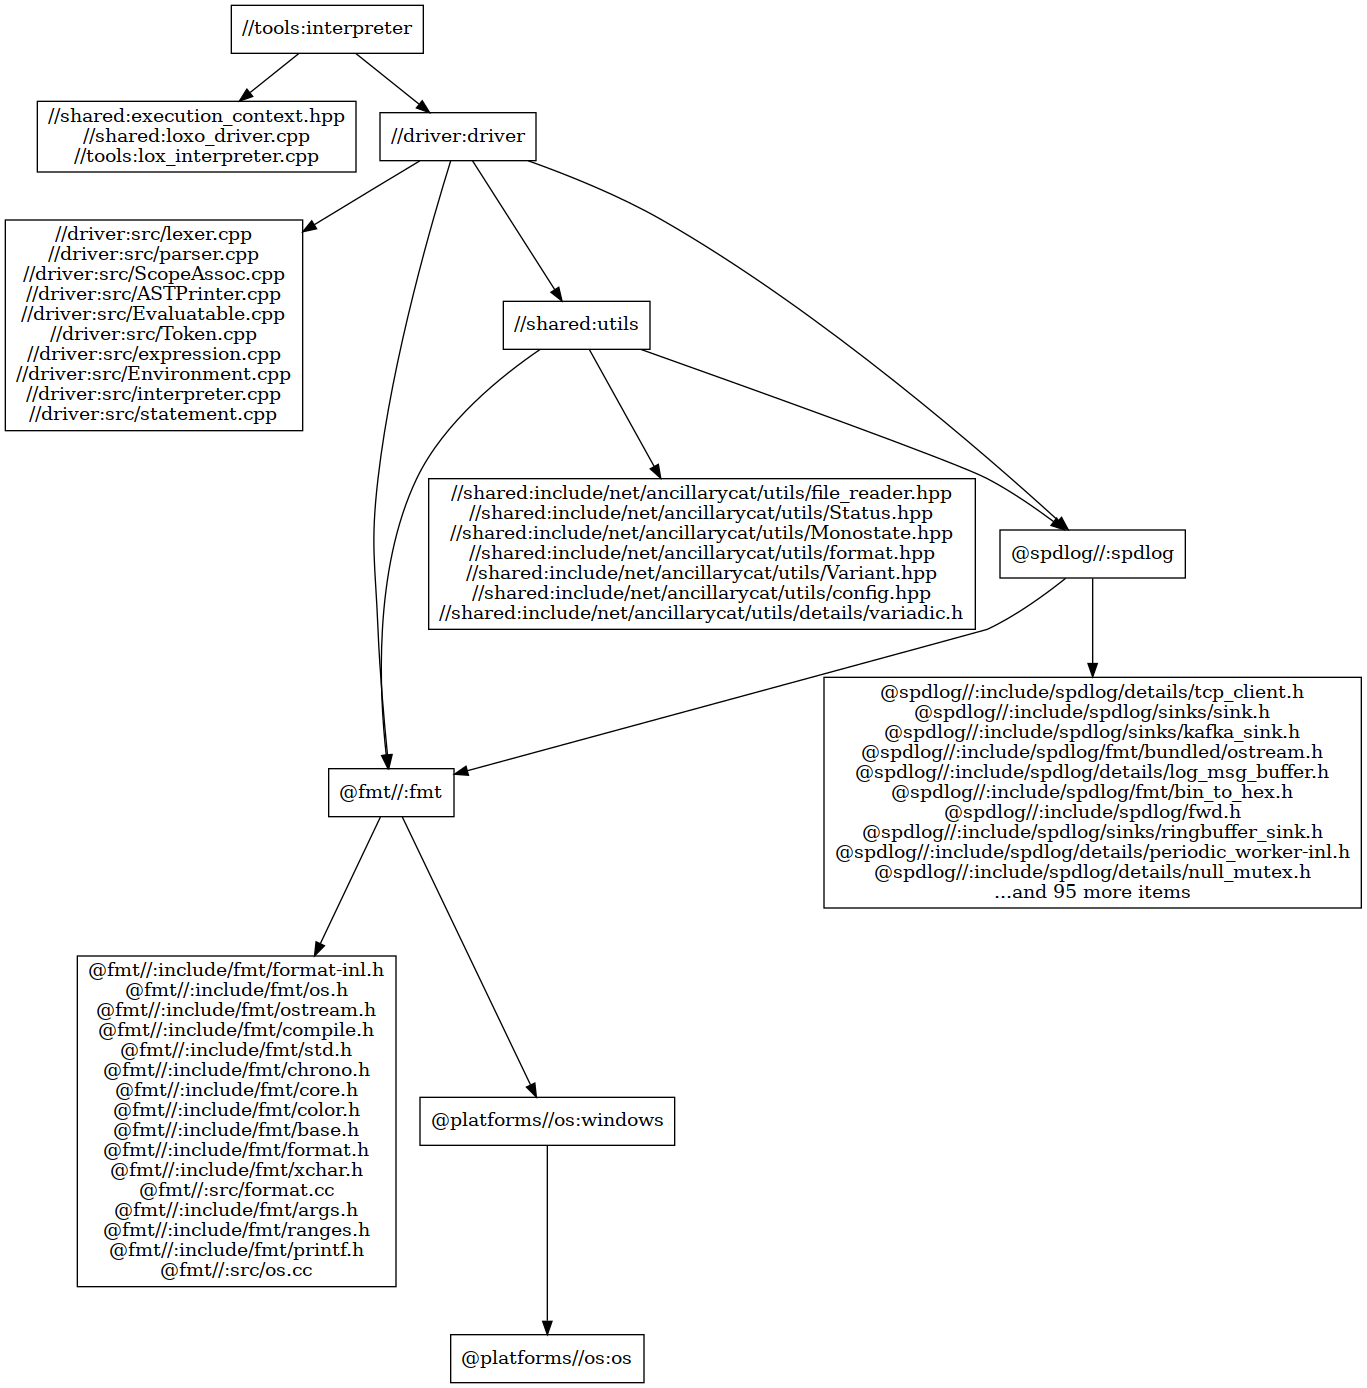 //tools:interpreter
//shared:execution_context.hpp
//shared:loxo_driver.cpp
//tools:lox_interpreter.cpp
//driver:driver
//driver:src/lexer.cpp
//driver:src/parser.cpp
//driver:src/ScopeAssoc.cpp
//driver:src/ASTPrinter.cpp
//driver:src/Evaluatable.cpp
//driver:src/Token.cpp
//driver:src/expression.cpp
//driver:src/Environment.cpp
//driver:src/interpreter.cpp
//driver:src/statement.cpp
//shared:utils
//shared:include/net/ancillarycat/utils/file_reader.hpp
//shared:include/net/ancillarycat/utils/Status.hpp
//shared:include/net/ancillarycat/utils/Monostate.hpp
//shared:include/net/ancillarycat/utils/format.hpp
//shared:include/net/ancillarycat/utils/Variant.hpp
//shared:include/net/ancillarycat/utils/config.hpp
//shared:include/net/ancillarycat/utils/details/variadic.h
@spdlog//:spdlog
@spdlog//:include/spdlog/details/tcp_client.h
@spdlog//:include/spdlog/sinks/sink.h
@spdlog//:include/spdlog/sinks/kafka_sink.h
@spdlog//:include/spdlog/fmt/bundled/ostream.h
@spdlog//:include/spdlog/details/log_msg_buffer.h
@spdlog//:include/spdlog/fmt/bin_to_hex.h
@spdlog//:include/spdlog/fwd.h
@spdlog//:include/spdlog/sinks/ringbuffer_sink.h
@spdlog//:include/spdlog/details/periodic_worker-inl.h
@spdlog//:include/spdlog/details/null_mutex.h
...and 95 more items
@fmt//:fmt
@fmt//:include/fmt/format-inl.h
@fmt//:include/fmt/os.h
@fmt//:include/fmt/ostream.h
@fmt//:include/fmt/compile.h
@fmt//:include/fmt/std.h
@fmt//:include/fmt/chrono.h
@fmt//:include/fmt/core.h
@fmt//:include/fmt/color.h
@fmt//:include/fmt/base.h
@fmt//:include/fmt/format.h
@fmt//:include/fmt/xchar.h
@fmt//:src/format.cc
@fmt//:include/fmt/args.h
@fmt//:include/fmt/ranges.h
@fmt//:include/fmt/printf.h
@fmt//:src/os.cc
@platforms//os:windows
@platforms//os:os